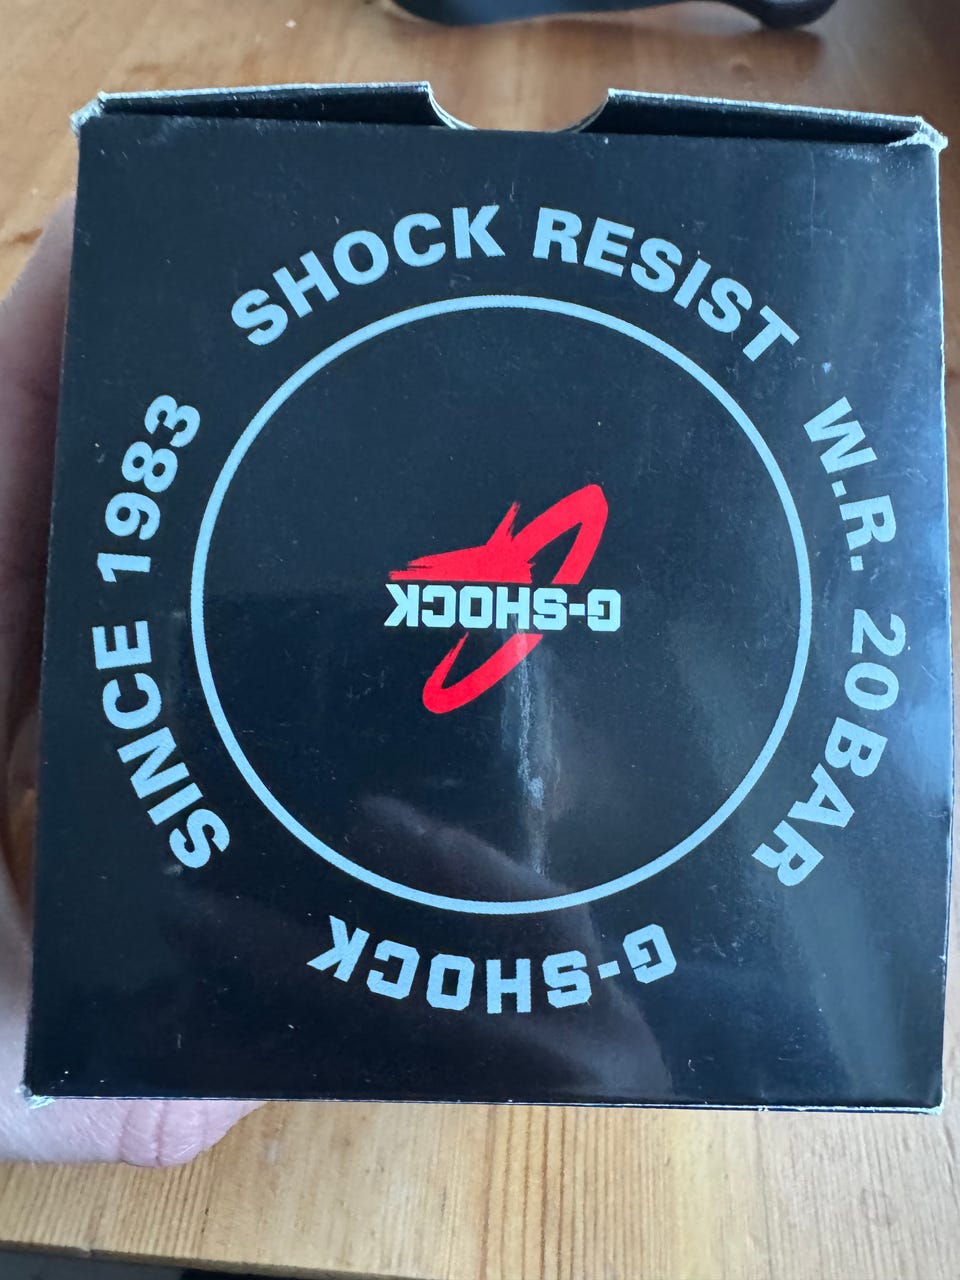 G-SHOCK
W.R. 20BAR
SHOCK RESIST
SINCE 1983
G-SHOCK